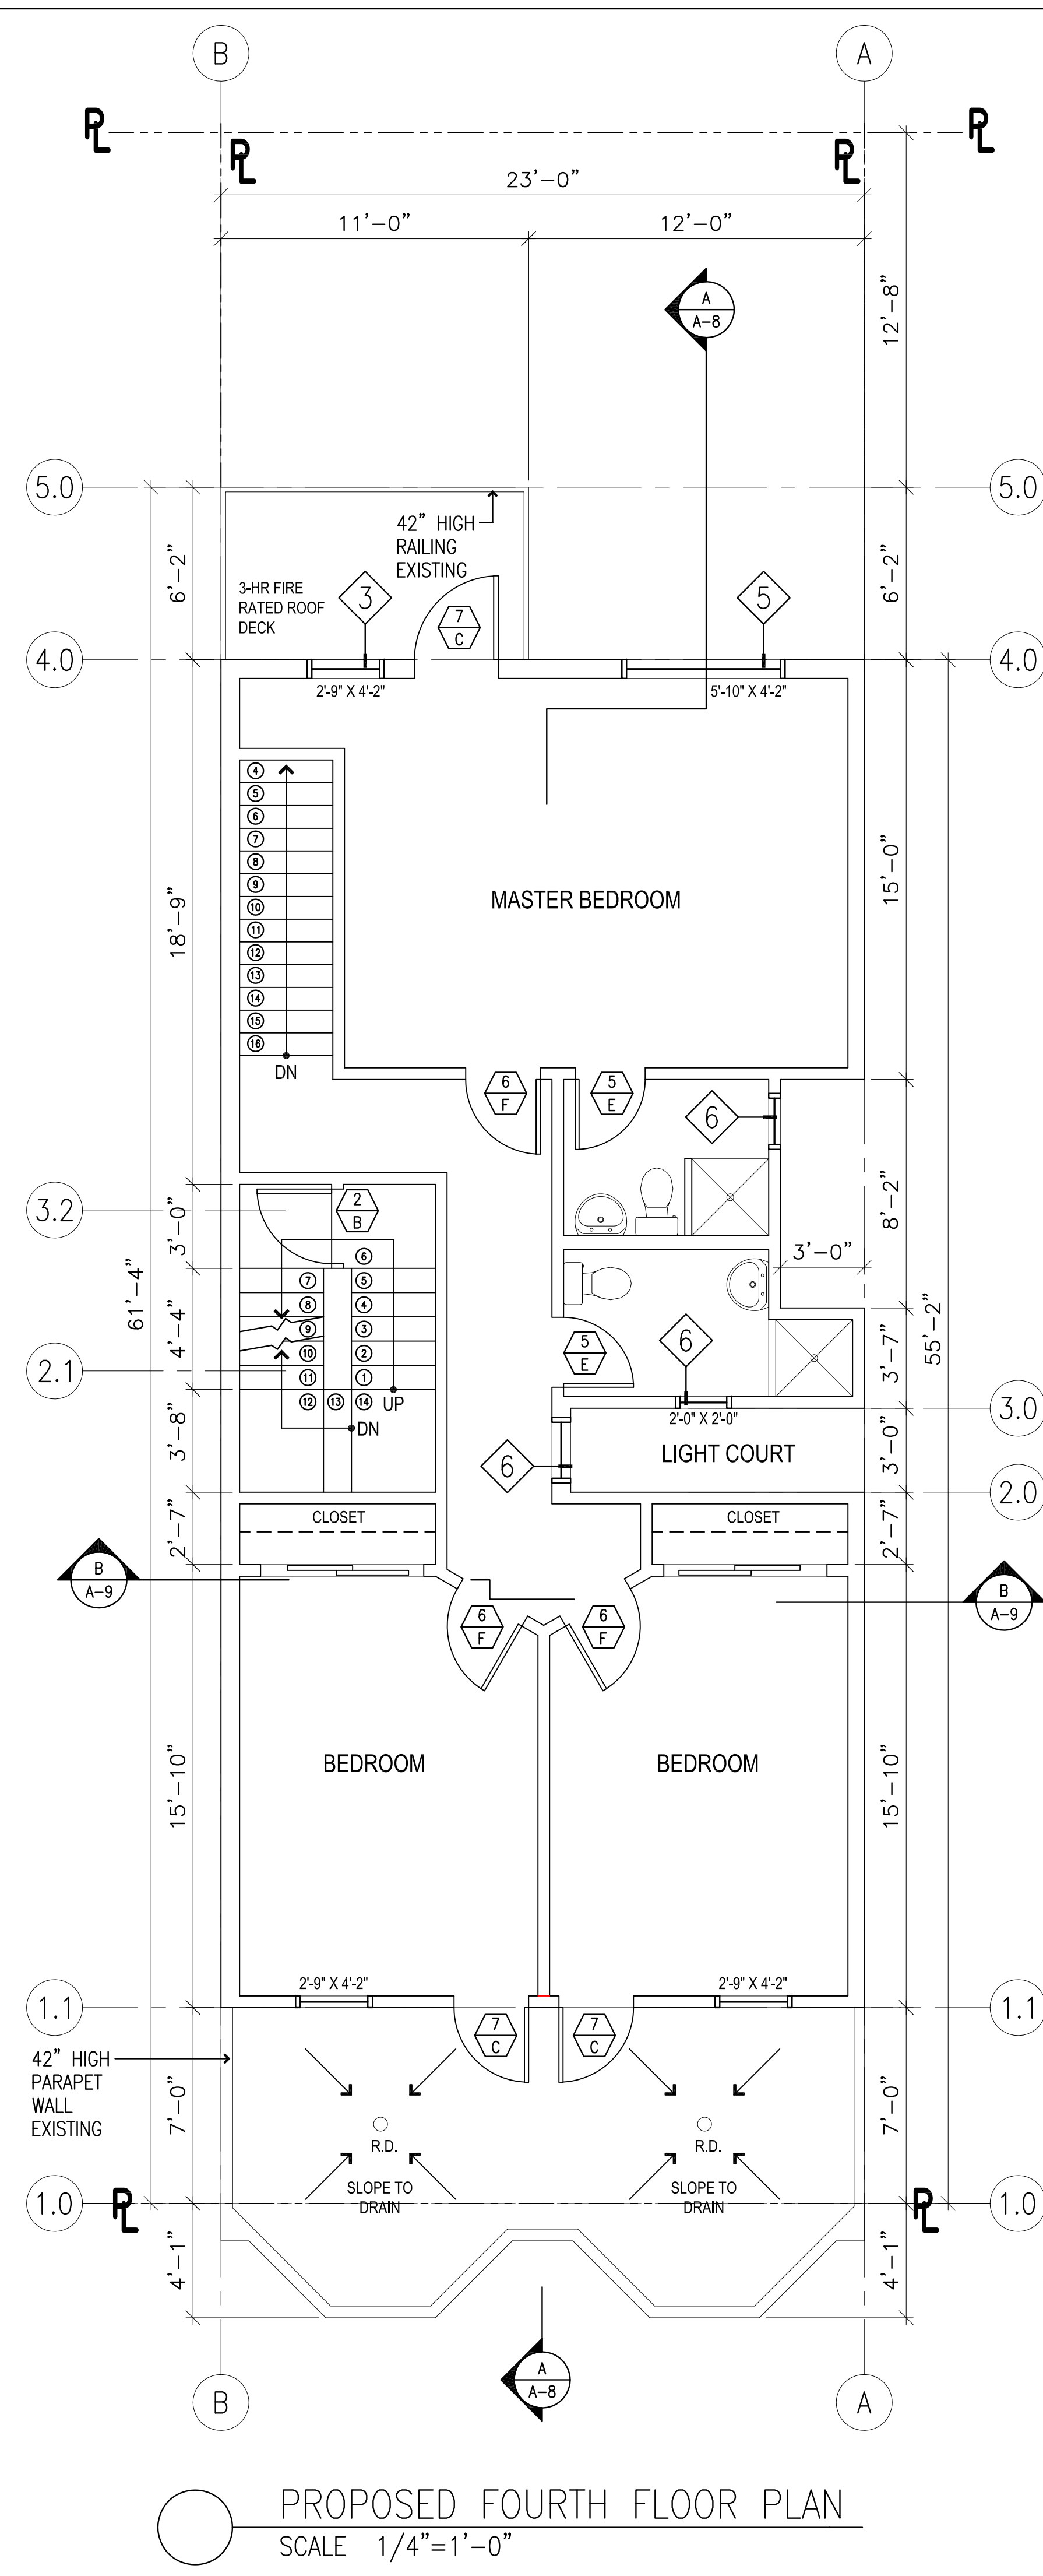 B
A
PL
PL
PL
PL
23'-0"
11'-0"
12'-0"
12'-8"
A
A-8
5.0
5.0
42" HIGH
RAILING
EXISTING
6'-2"
6'-2"
3-HR FIRE
RATED ROOF
DECK
3
7
C
5
4.0
4.0
2'-9" X 4'-2"
5'-10" X 4'-2"
4
5
6
7
8
9
10
11
12
13
14
15
16
DN
18'-9"
15'-0"
MASTER BEDROOM
6
F
5
E
6
3.2
3'-0"
2
B
8'-2"
3'-0"
6
7
5
8
4
9
3
10
2
11
1
12
13
14
UP
DN
61'-4"
4'-4"
2.1
5
E
6
3'-7"
55'-2"
3'-8"
2'-0" X 2'-0"
3.0
LIGHT COURT
3'-0"
6
2.0
CLOSET
CLOSET
2'-7"
2'-7"
B
A-9
B
A-9
6
F
6
F
BEDROOM
BEDROOM
15'-10"
15'-10"
2'-9" X 4'-2"
2'-9" X 4'-2"
1.1
1.1
7
C
7
C
42" HIGH
PARAPET
WALL
EXISTING
7'-0"
7'-0"
R.D.
R.D.
SLOPE TO
DRAIN
SLOPE TO
DRAIN
1.0
PL
PL
1.0
4'-1"
4'-1"
A
A-8
B
A
PROPOSED FOURTH FLOOR PLAN
SCALE 1/4"=1'-0"